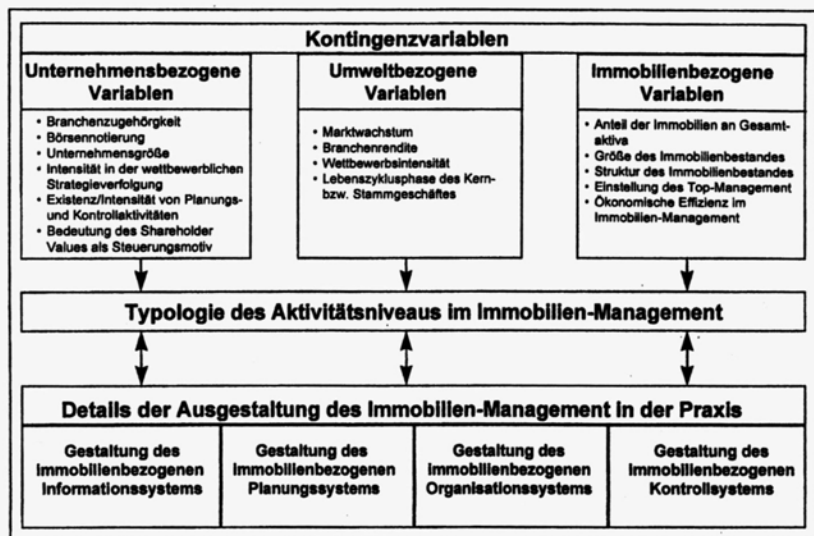 Kontingenzvariablen
Unternehmensbezogene
Variablen
• Branchenzugehörgkeit
• Börsennotierung
• Unternehmensgröße
• Intensität in der wettbewerblichen
Strategieverfolgung
• Existenz/Intensität von Planungs-
und Kontrollaktivitäten
• Bedeutung des Shareholder
Values als Steuerungsmotiv
Umweltbezogene
Variablen
• Marktwachstum
• Branchenrendite
• Wettbewerbsintensität
• Lebenszyklusphase des Kern-
bzw. Stammgeschäftes
Immobilienbezogene
Variablen
• Anteil der Immobilien an Gesamt-
aktiva
• Größe des Immobilienbestandes
• Struktur des Immobilienbestandes
• Einstellung des Top-Management
• Ökonomische Effizienz im
Immobilien-Management
Typologie des Aktivitätsniveaus im Immobilien-Management
Details der Ausgestaltung des Immobilien-Management in der Praxis
Gestaltung des
immobilienbezogenen
Informationssystems
Gestaltung des
immobilienbezogenen
Planungssystems
Gestaltung des
immobilienbezogenen
Organisationssystems
Gestaltung des
immobilienbezogenen
Kontrollsystems